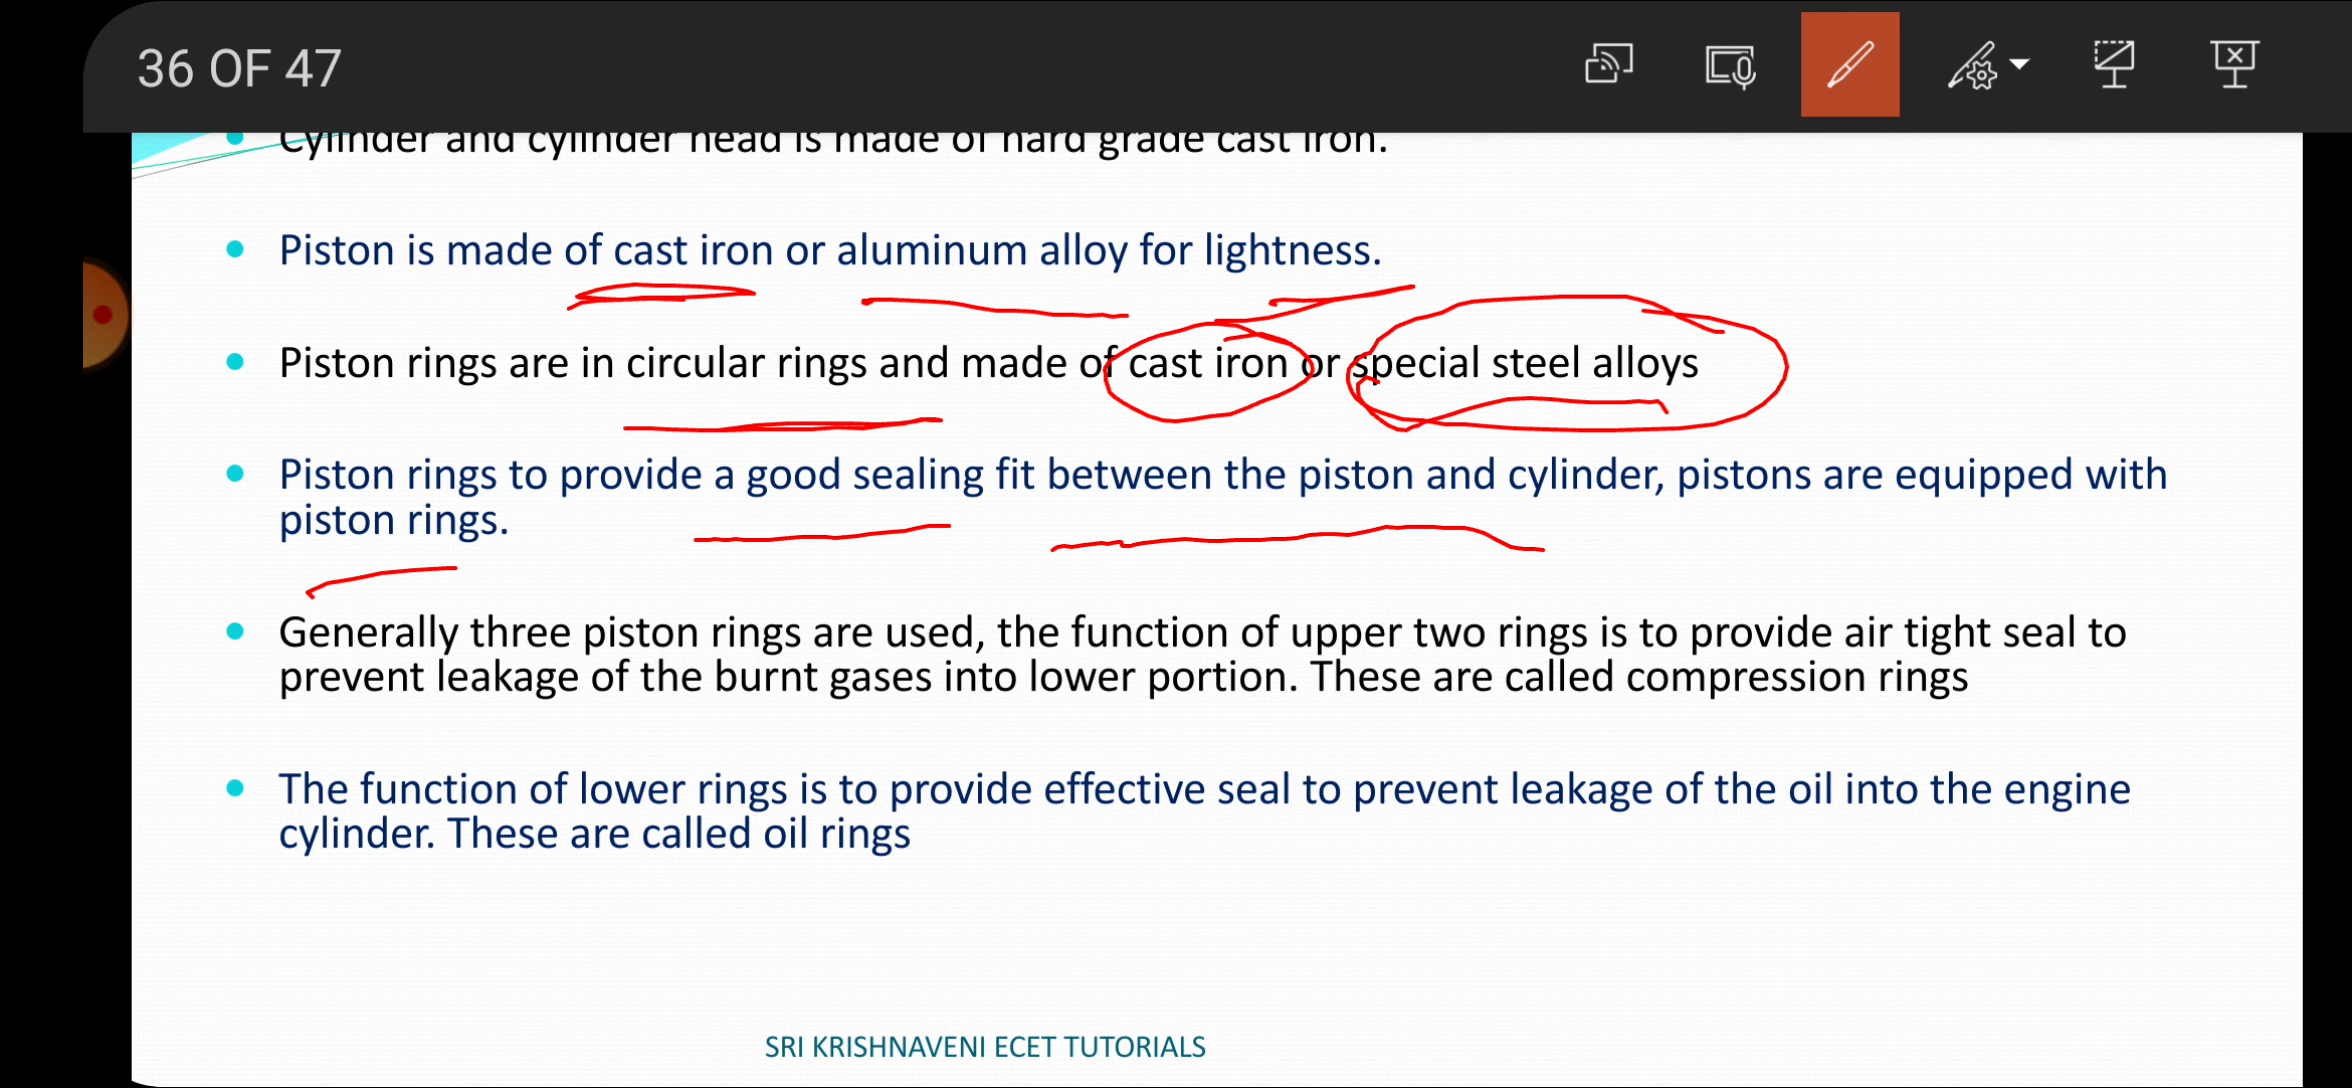 36 OF 47
Cylinder and cylinder head is made of hard grade cast iron.
Piston is made of cast iron or aluminum alloy for lightness.
Piston rings are in circular rings and made of cast iron or special steel alloys
Piston rings to provide a good sealing fit between the piston and cylinder, pistons are equipped with
piston rings.
Generally three piston rings are used, the function of upper two rings is to provide air tight seal to
prevent leakage of the burnt gases into lower portion. These are called compression rings
The function of lower rings is to provide effective seal to prevent leakage of the oil into the engine
cylinder. These are called oil rings
SRI KRISHNAVENI ECET TUTORIALS